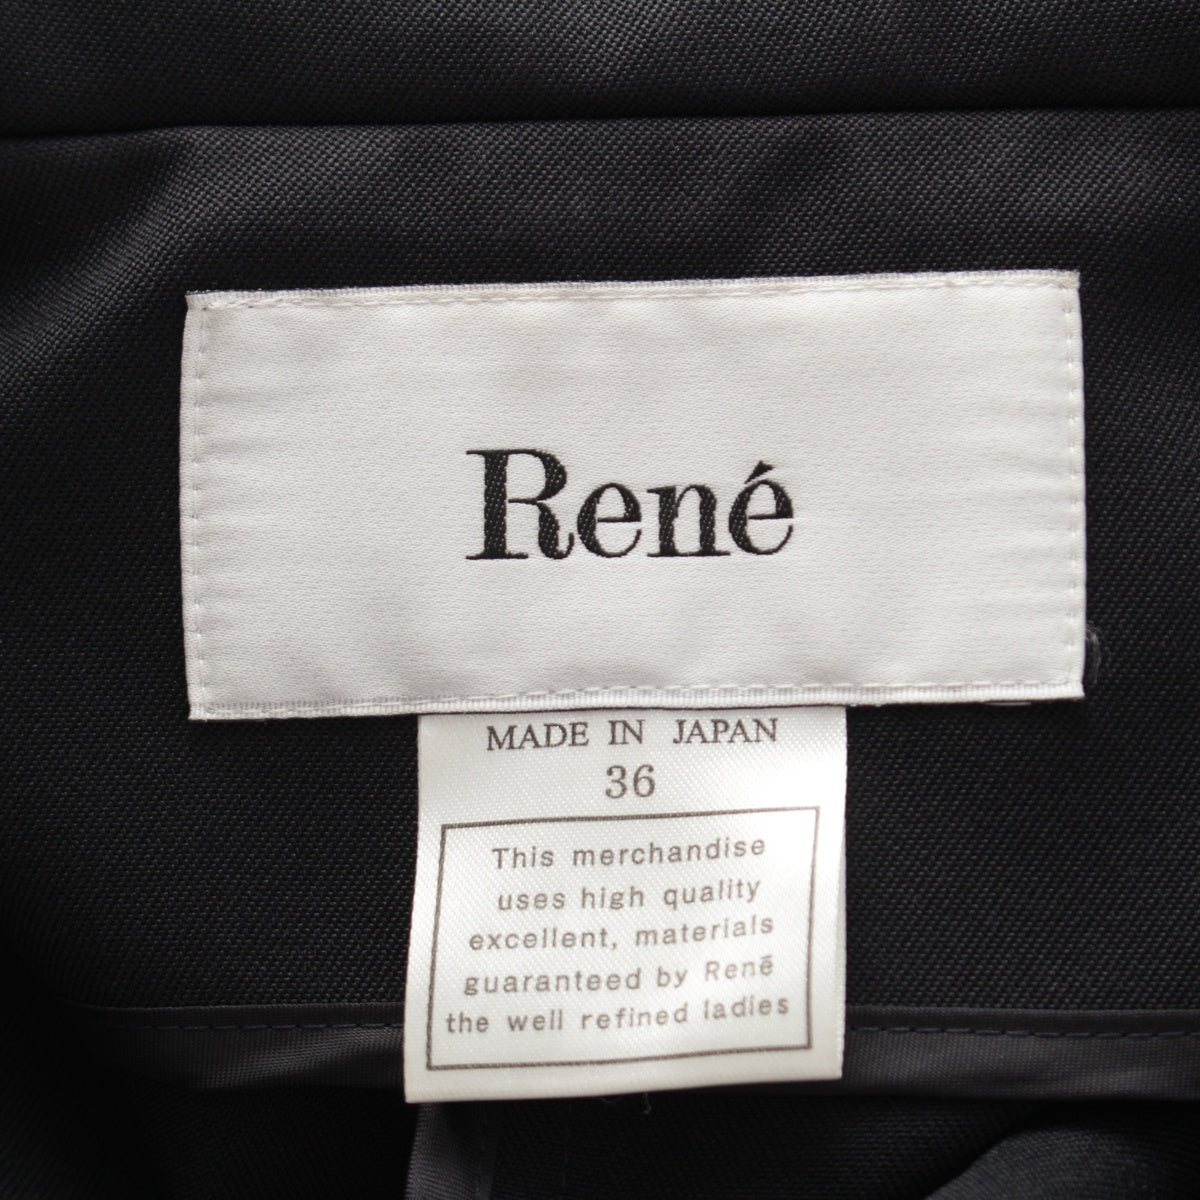 René
MADE IN JAPAN
36
This merchandise
uses high quality
excellent, materials
guaranteed by René
the well refined ladies